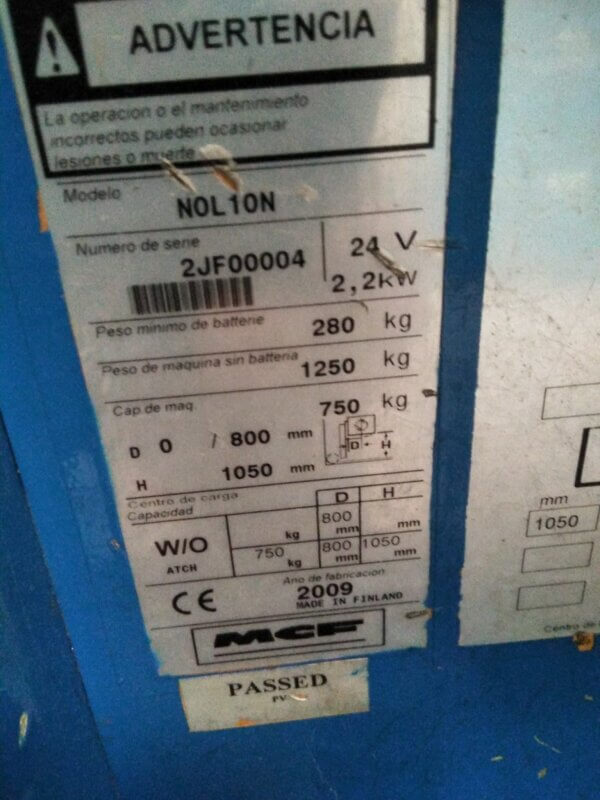 ADVERTENCIA
La operacion o el mantenimiento
incorrectos pueden ocasionar
lesiones o muerte
Modelo
NOL10N
Numero de serie
2JF00004
24 V
2,2kW
Peso minimo de batterie 280 kg
Peso de maquina sin bateria 1250 kg
Cap.de maq. 750 kg
D 0 / 800 mm
H 1050 mm
D H
Centro de carga D H
Capacidad
800 mm mm
W/O kg
ATCH 750 kg 800 mm 1050 mm
Ano de fabricacion
CE 2009
MADE IN FINLAND
MCF
PASSED
mm
1050
Centro de